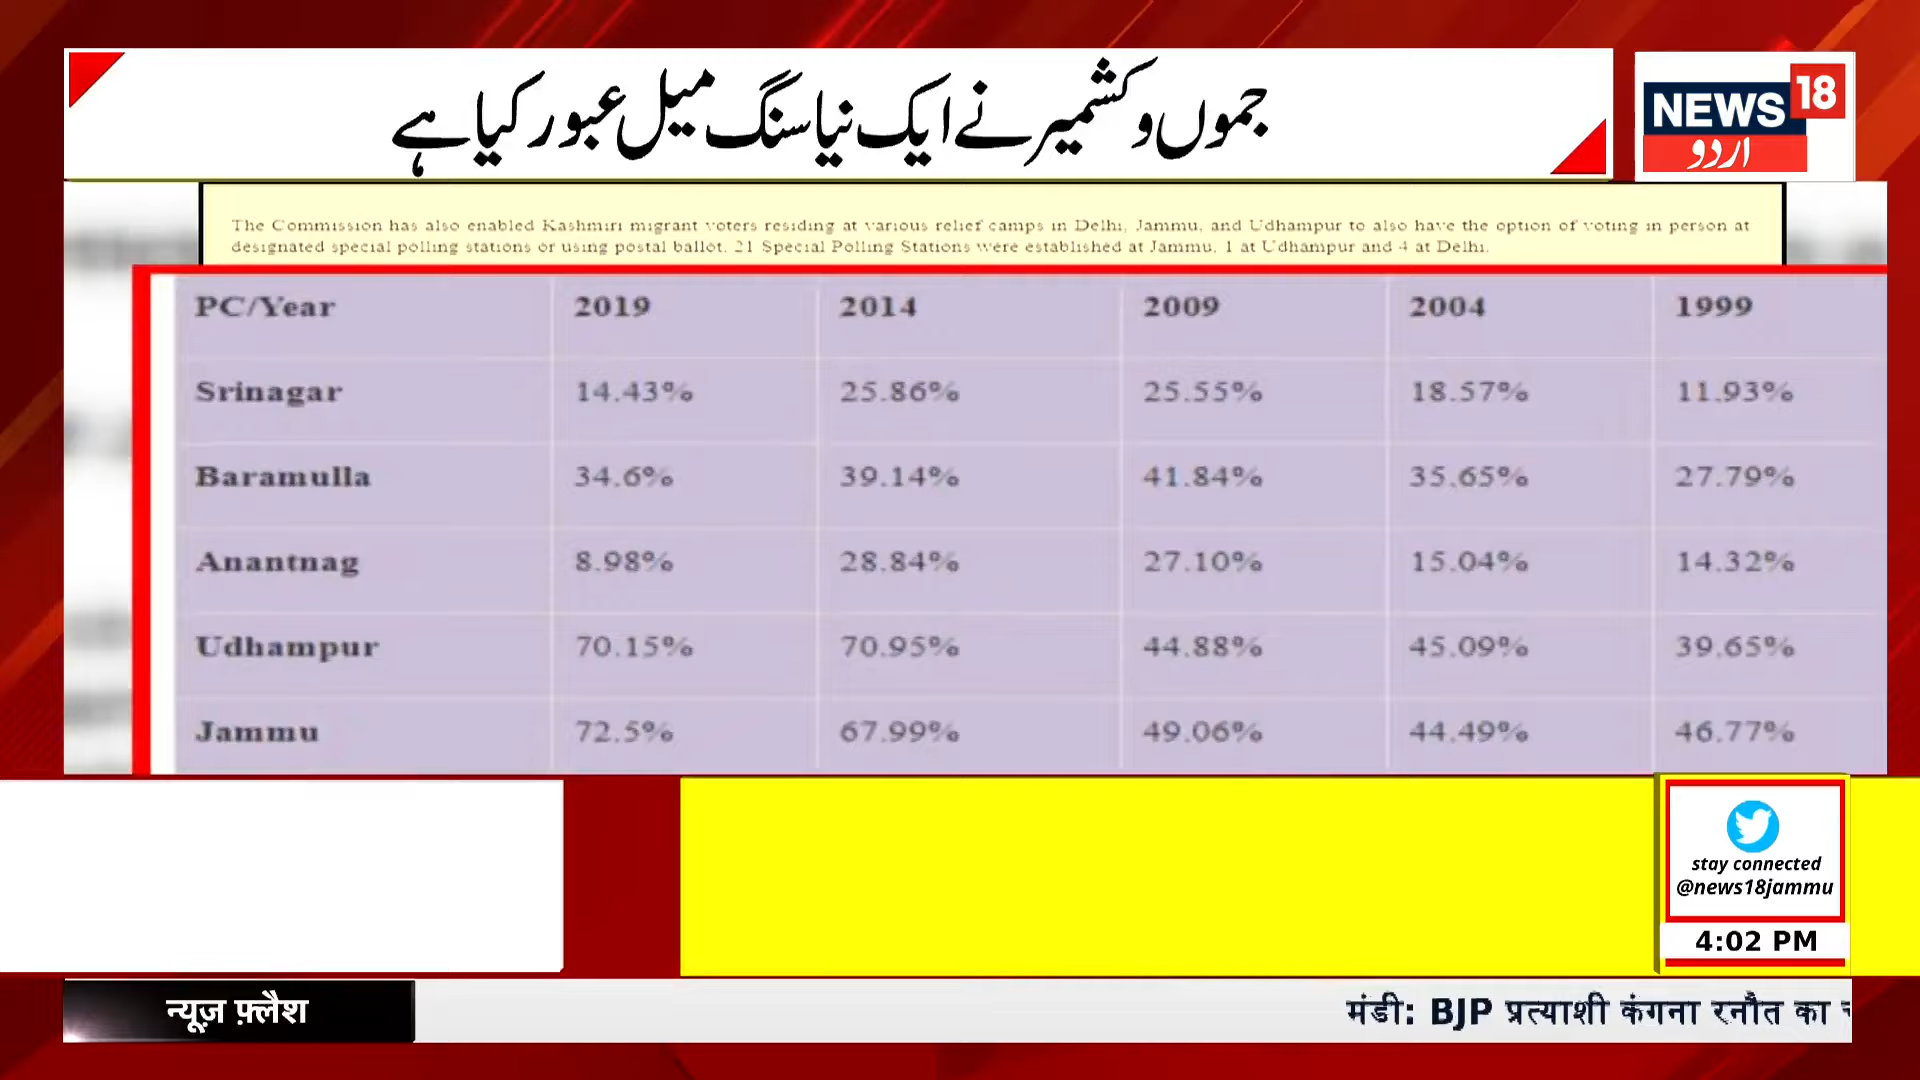 جموں و کشمیر نے ایک نیا سنگ میل عبور کیا ہے
NEWS 18
اردو
The Commission has also enabled Kashmiri migrant voters residing at various relief camps in Delhi, Jammu, and Udhampur to also have the option of voting in person at
designated special polling stations or using postal ballot. 21 Special Polling Stations were established at Jammu, 1 at Udhampur and 4 at Delhi.
PC/Year 2019 2014 2009 2004 1999
Srinagar 14.43% 25.86% 25.55% 18.57% 11.93%
Baramulla 34.6% 39.14% 41.84% 35.65% 27.79%
Anantnag 8.98% 28.84% 27.10% 15.04% 14.32%
Udhampur 70.15% 70.95% 44.88% 45.09% 39.65%
Jammu 72.5% 67.99% 49.06% 44.49% 46.77%
stay connected
@news18jammu
4:02 PM
न्यूज़ फ़्लैश
मंडी: BJP प्रत्याशी कंगना रनौत का